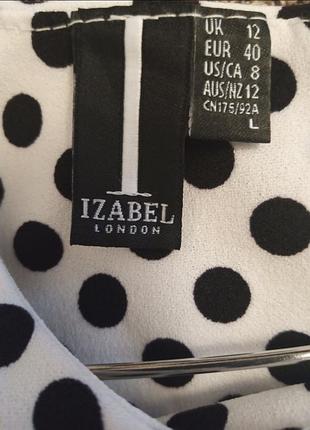 UK 12
EUR 40
US/CA 8
AUS/NZ 12
CN175/92A
L
IZABEL
LONDON